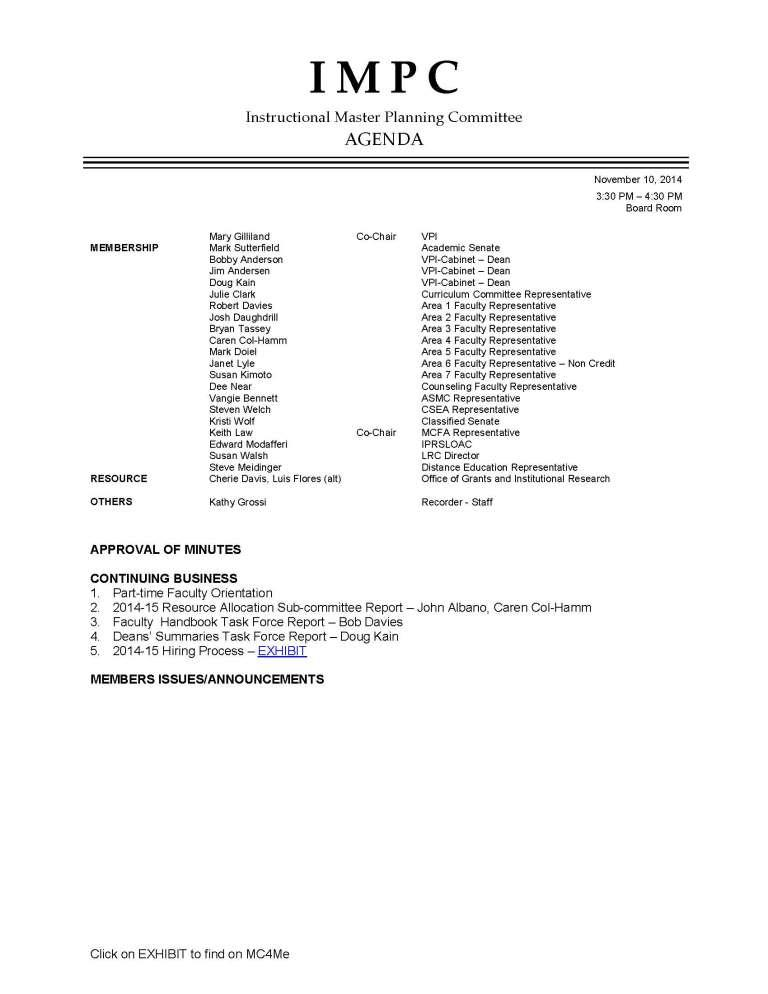 IMPC
Instructional Master Planning Committee
AGENDA
November 10, 2014
3:30 PM – 4:30 PM
Board Room
Mary Gilliland Co-Chair VPI
MEMBERSHIP Mark Sutterfield Academic Senate
Bobby Anderson VPI-Cabinet – Dean
Jim Andersen VPI-Cabinet – Dean
Doug Kain VPI-Cabinet – Dean
Julie Clark Curriculum Committee Representative
Robert Davies Area 1 Faculty Representative
Josh Daughdrill Area 2 Faculty Representative
Bryan Tassey Area 3 Faculty Representative
Caren Col-Hamm Area 4 Faculty Representative
Mark Doiel Area 5 Faculty Representative
Janet Lyle Area 6 Faculty Representative – Non Credit
Susan Kimoto Area 7 Faculty Representative
Dee Near Counseling Faculty Representative
Vangie Bennett ASMC Representative
Steven Welch CSEA Representative
Kristi Wolf Classified Senate
Keith Law Co-Chair MCFA Representative
Edward Modafferi IPRSLOAC
Susan Walsh LRC Director
Steve Meidinger Distance Education Representative
RESOURCE Cherie Davis, Luis Flores (alt) Office of Grants and Institutional Research
OTHERS Kathy Grossi Recorder - Staff
APPROVAL OF MINUTES
CONTINUING BUSINESS
1. Part-time Faculty Orientation
2. 2014-15 Resource Allocation Sub-committee Report – John Albano, Caren Col-Hamm
3. Faculty Handbook Task Force Report – Bob Davies
4. Deans' Summaries Task Force Report – Doug Kain
5. 2014-15 Hiring Process – EXHIBIT
MEMBERS ISSUES/ANNOUNCEMENTS
Click on EXHIBIT to find on MC4Me